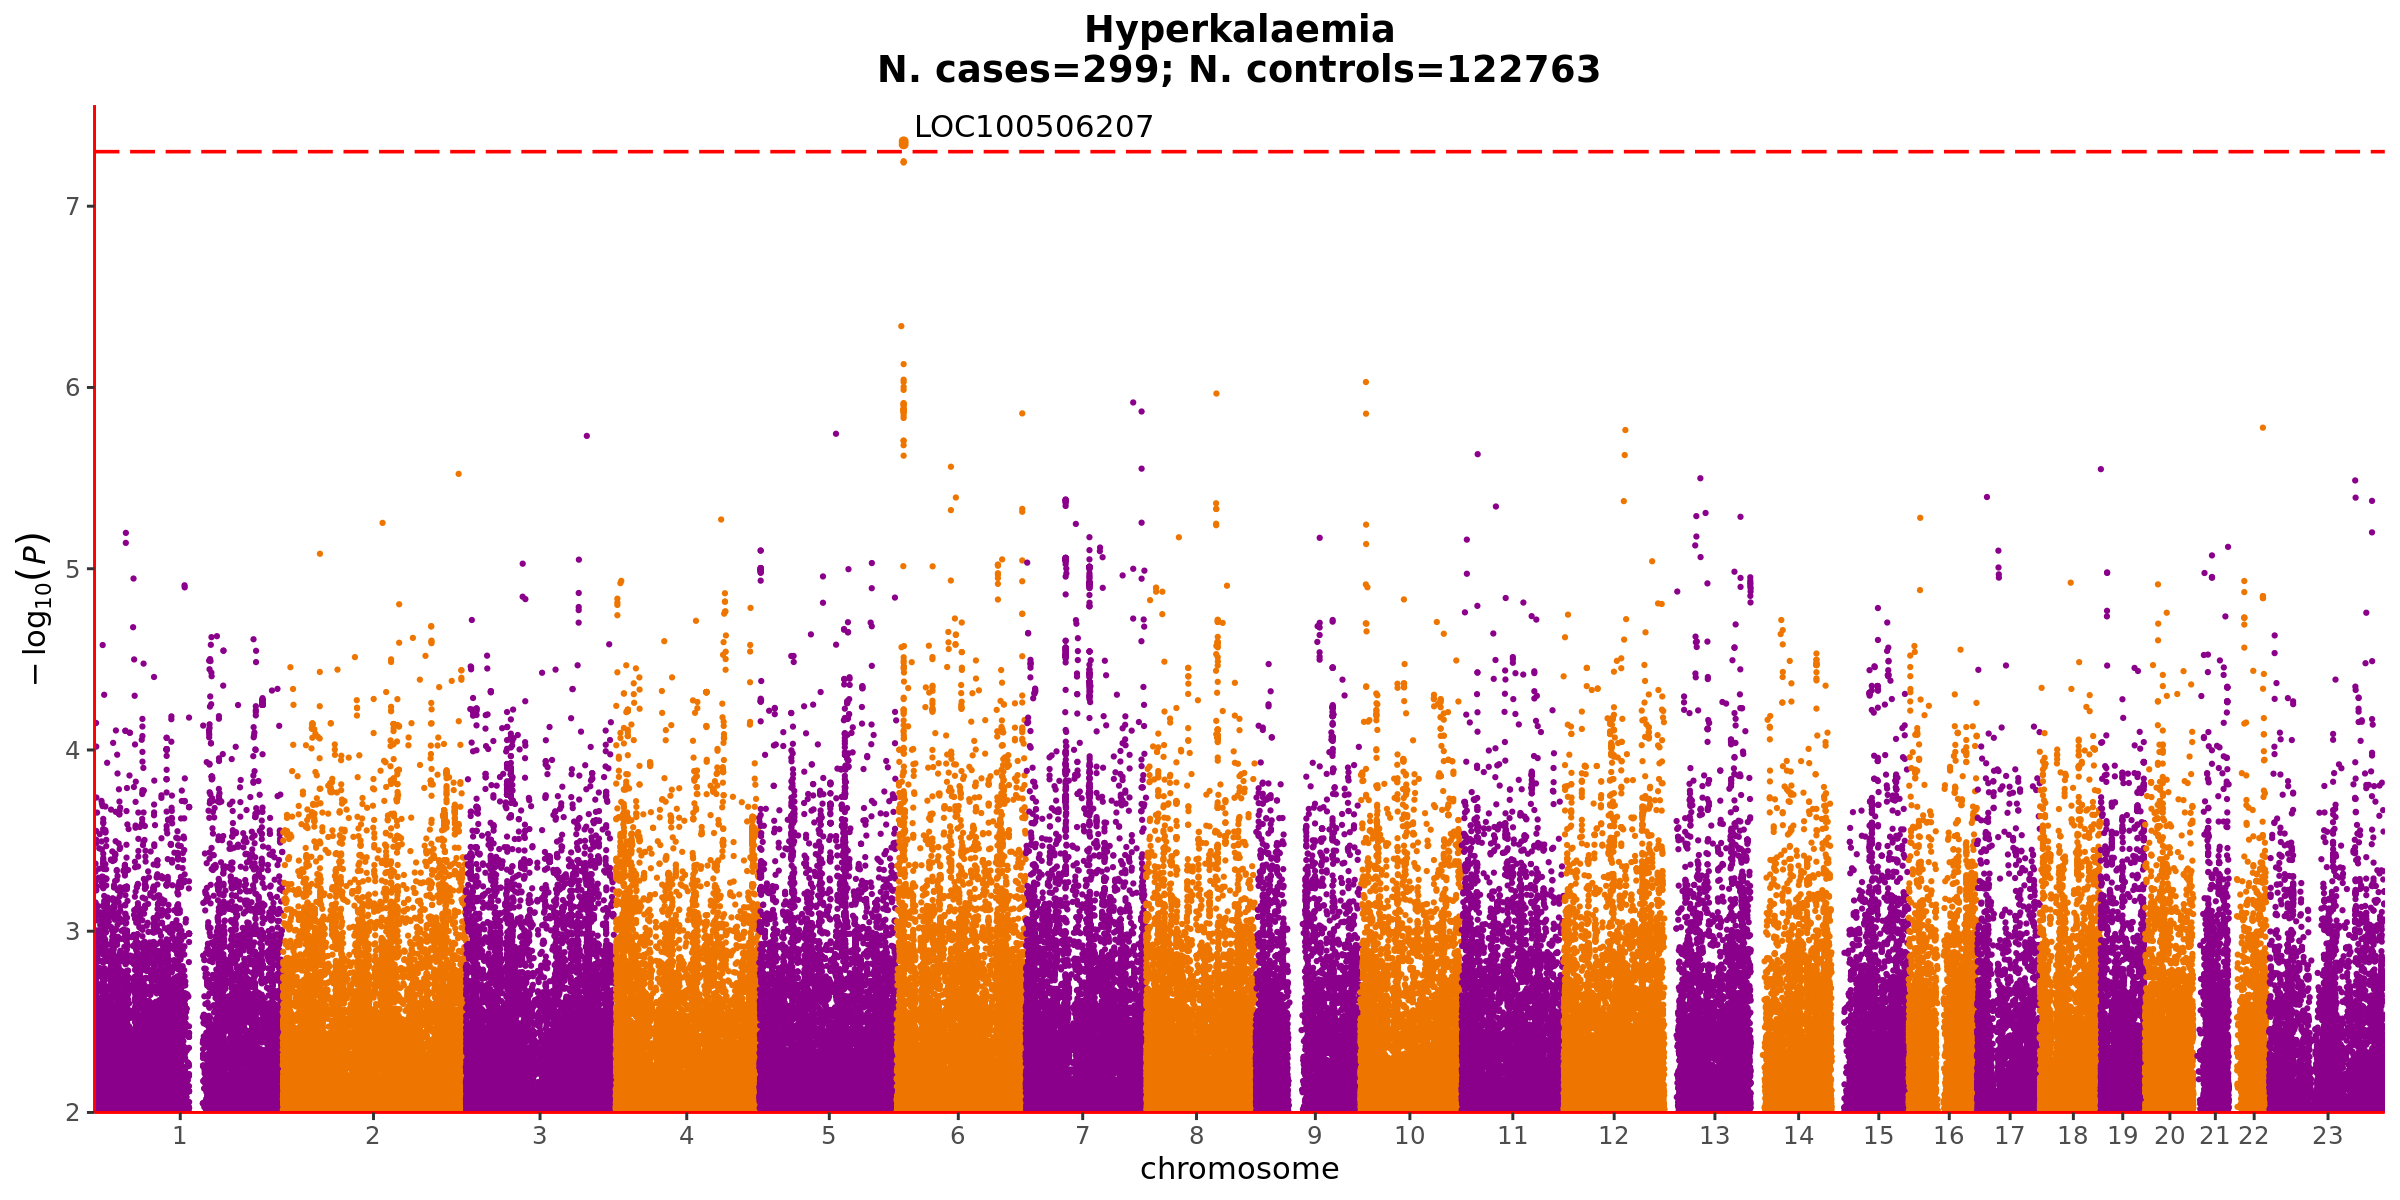 Hyperkalaemia
N. cases=299; N. controls=122763
LOC100506207
7
6
5
4
3
2
− log10(P)
1 2 3 4 5 6 7 8 9 10 11 12 13 14 15 16 17 18 19 20 21 22 23
chromosome